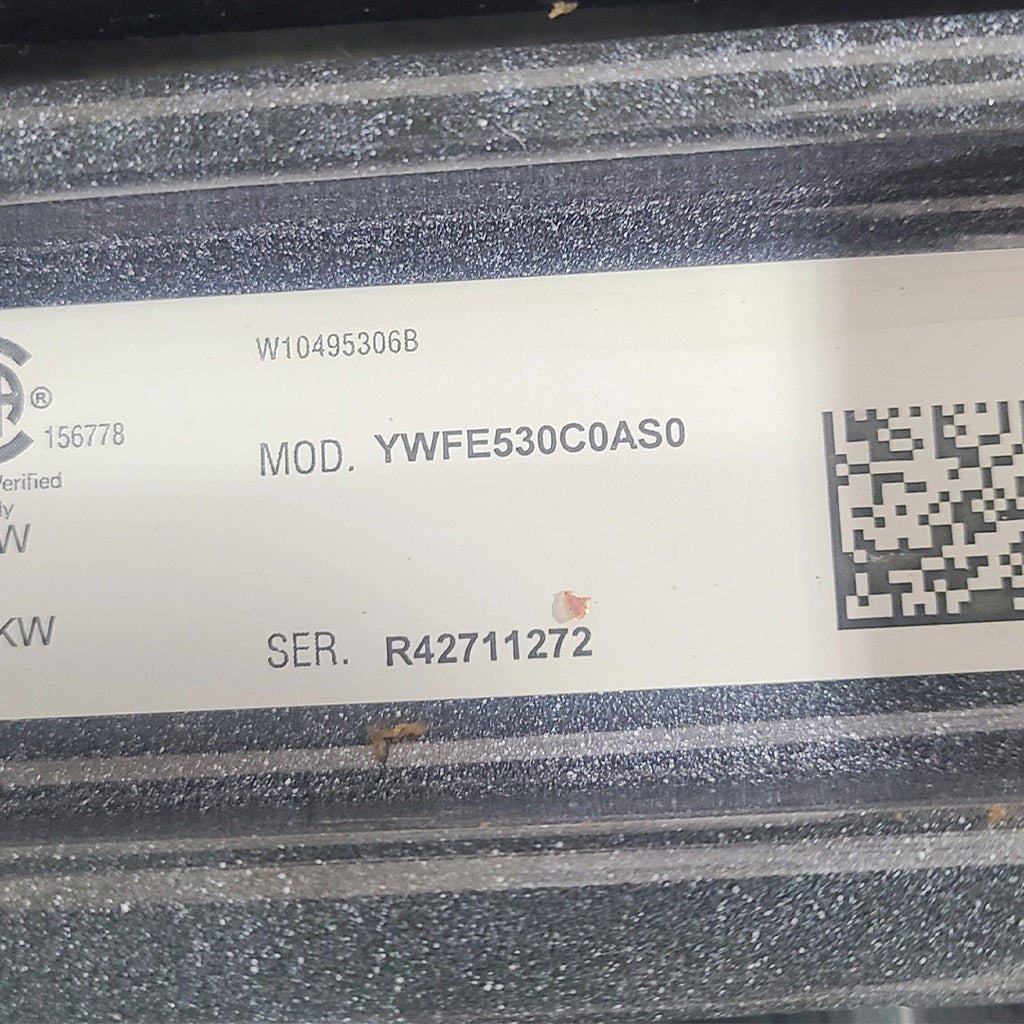 W10495306B
®
156778
MOD. YWFE530C0AS0
erified
W
KW
SER. R42711272